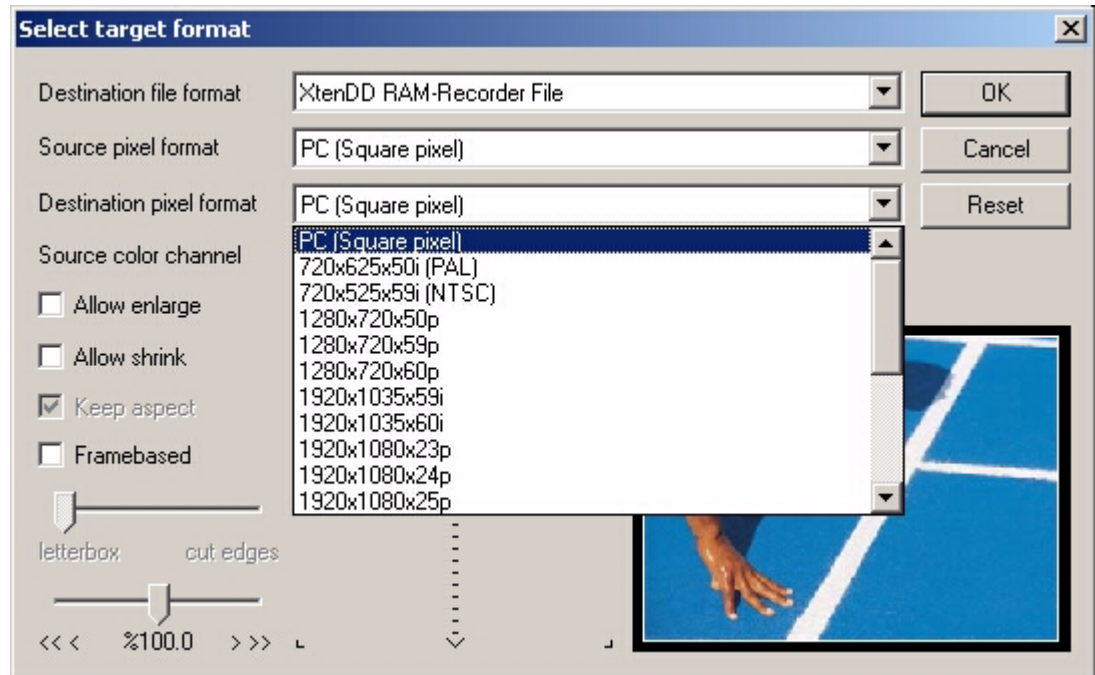 Select target format
Destination file format
XtenDD RAM-Recorder File
OK
Source pixel format
PC (Square pixel)
Cancel
Destination pixel format
PC (Square pixel)
Reset
Source color channel
PC (Square pixel)
720x625x50i (PAL)
720x525x59i (NTSC)
1280x720x50p
1280x720x59p
1280x720x60p
1920x1035x59i
1920x1035x60i
1920x1080x23p
1920x1080x24p
1920x1080x25p
Allow enlarge
Allow shrink
Keep aspect
Framebased
letterbox cut edges
<< < %100.0 > >>